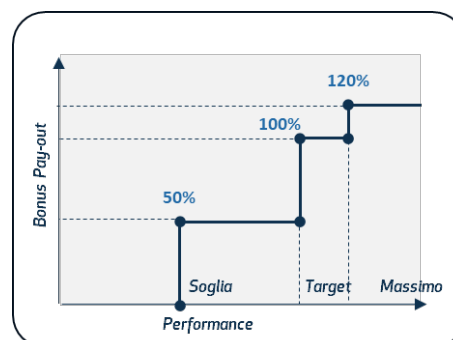 120%
100%
50%
Bonus Pay-out
Soglia
Target
Massimo
Performance